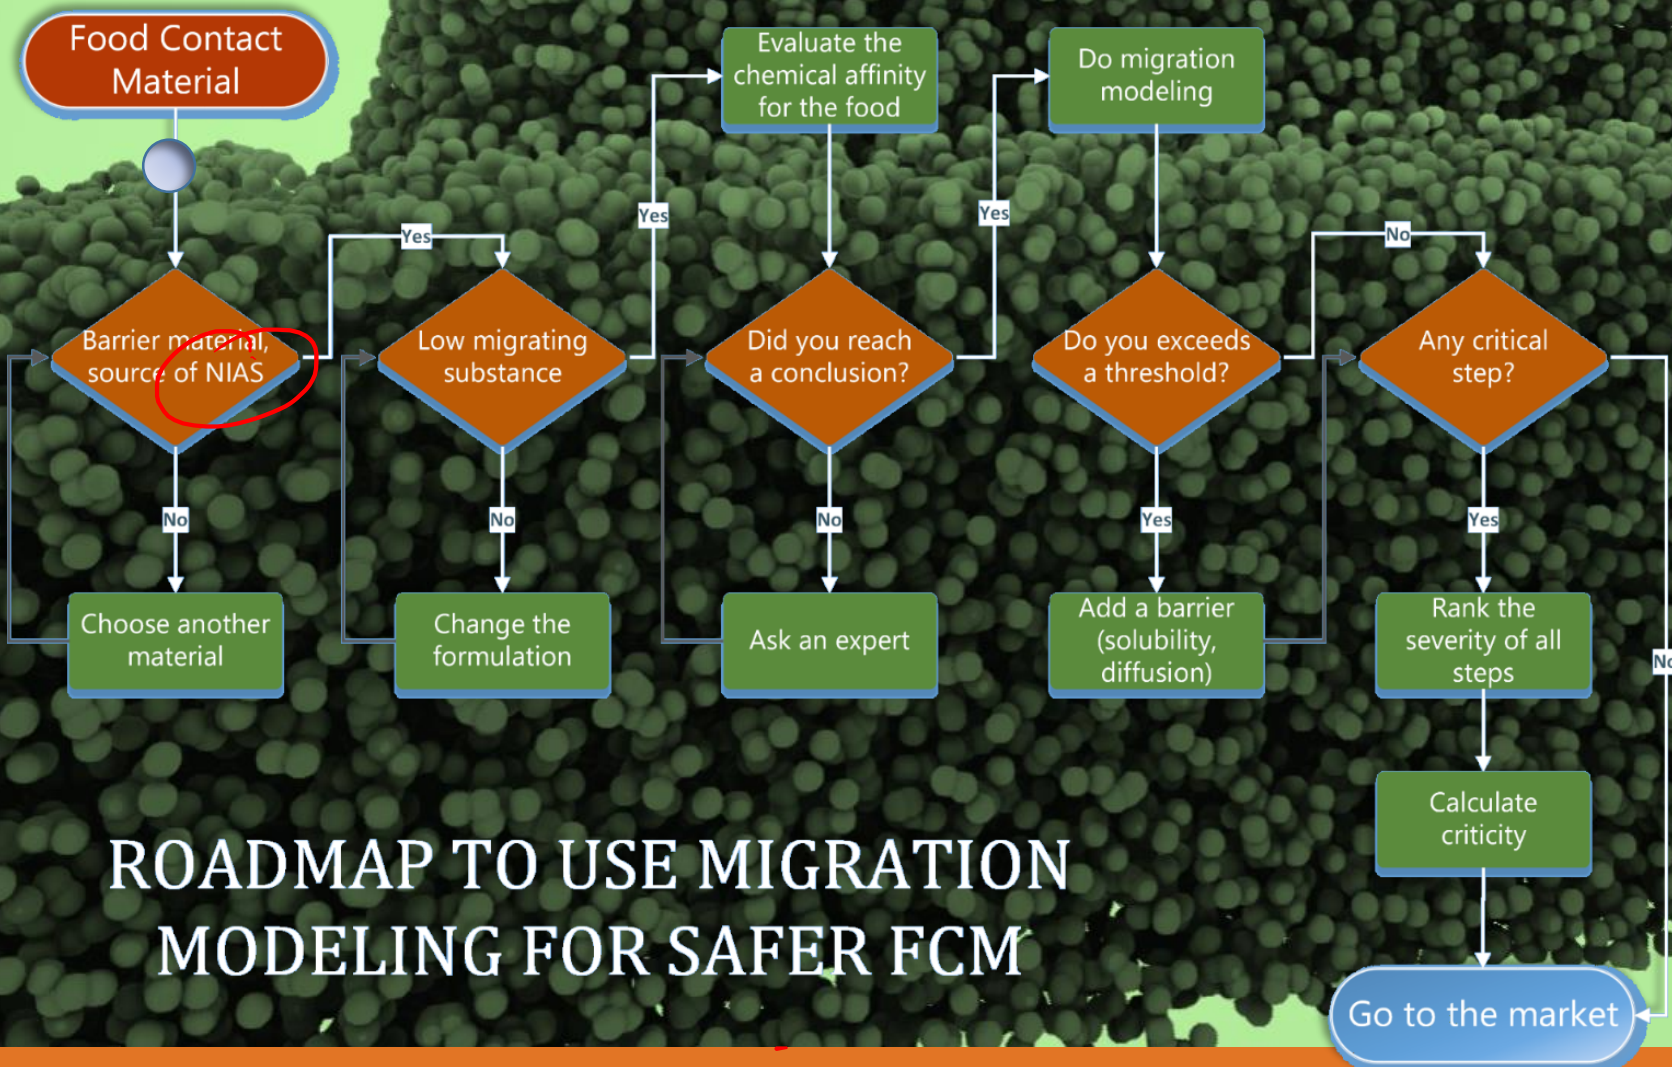 Food Contact
Material
Evaluate the
chemical affinity
for the food
Do migration
modeling
Yes
Yes
Yes
No
Barrier material,
source of NIAS
Low migrating
substance
Did you reach
a conclusion?
Do you exceeds
a threshold?
Any critical
step?
No
No
No
Yes
Yes
Choose another
material
Change the
formulation
Ask an expert
Add a barrier
(solubility,
diffusion)
Rank the
severity of all
steps
No
Calculate
criticity
ROADMAP TO USE MIGRATION
MODELING FOR SAFER FCM
Go to the market